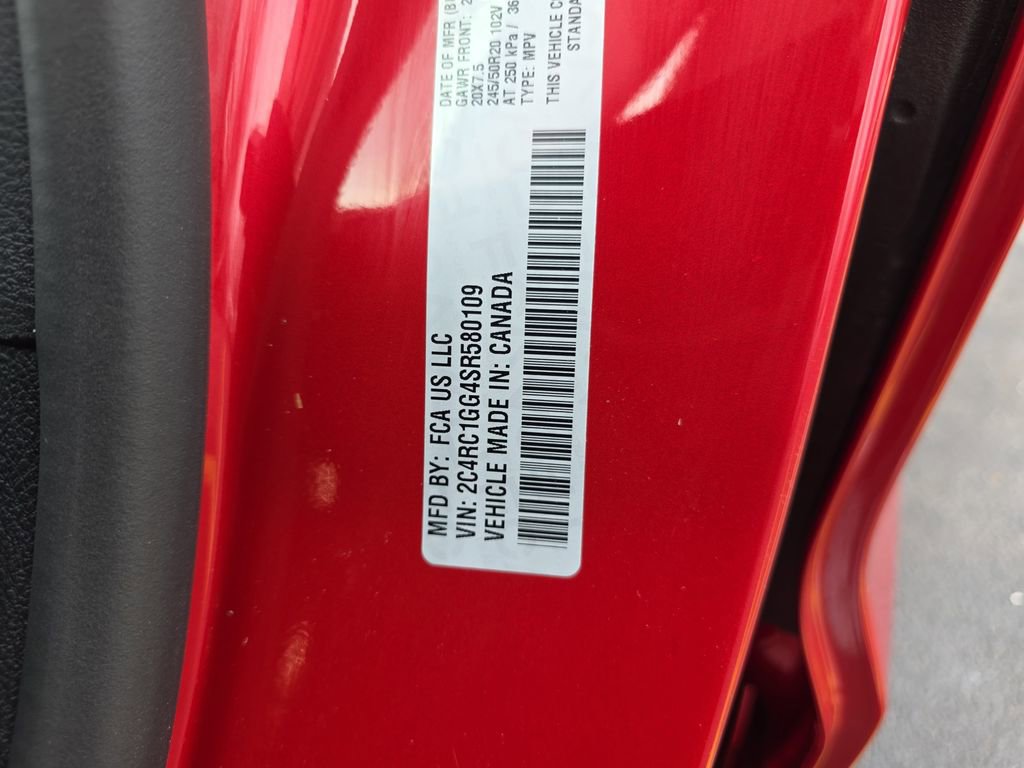 MFD BY: FCA US LLC
VIN: 2C4RC1GG4SR580109
VEHICLE MADE IN: CANADA
DATE OF MFR
GAWR FRONT:
20X7.5
245/50R20 102V
AT 250 kPa / 36
TYPE: MPV
THIS VEHICLE